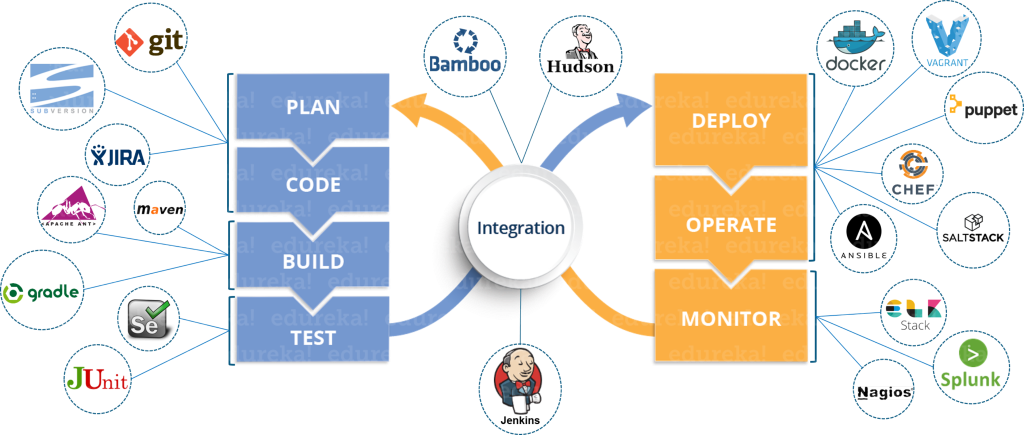 git
SUBVERSION
JIRA
APACHE ANT
maven
gradle
Se
JUnit
PLAN
CODE
BUILD
TEST
edureka!
Bamboo
Hudson
Integration
Jenkins
DEPLOY
OPERATE
MONITOR
docker
VAGRANT
puppet
CHEF
ANSIBLE
SALTSTACK
ELK
Stack
Splunk
Nagios®